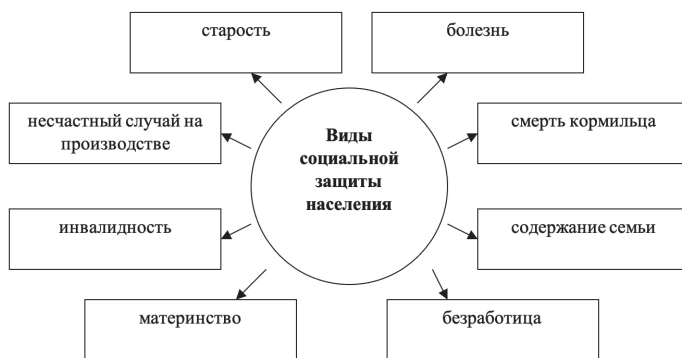 старость
болезнь
несчастный случай на
производстве
Виды
социальной
защиты
населения
смерть кормильца
инвалидность
содержание семьи
материнство
безработица